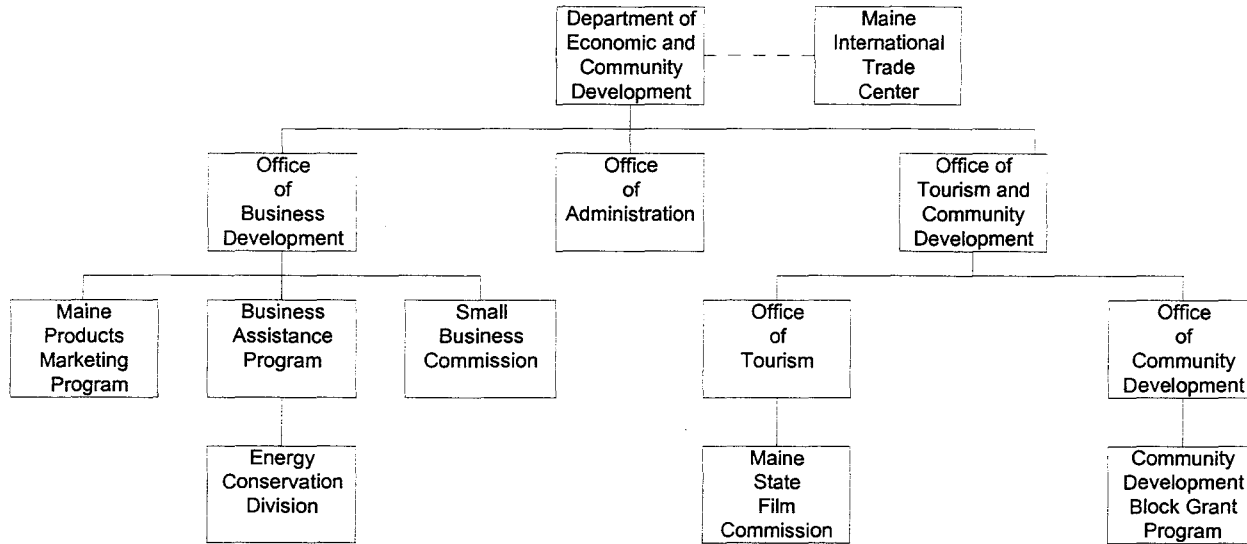 Department of
Economic and
Community
Development
Maine
International
Trade
Center
Office
of
Business
Development
Office
of
Administration
Office of
Tourism and
Community
Development
Maine
Products
Marketing
Program
Business
Assistance
Program
Small
Business
Commission
Office
of
Tourism
Office
of
Community
Development
Energy
Conservation
Division
Maine
State
Film
Commission
Community
Development
Block Grant
Program